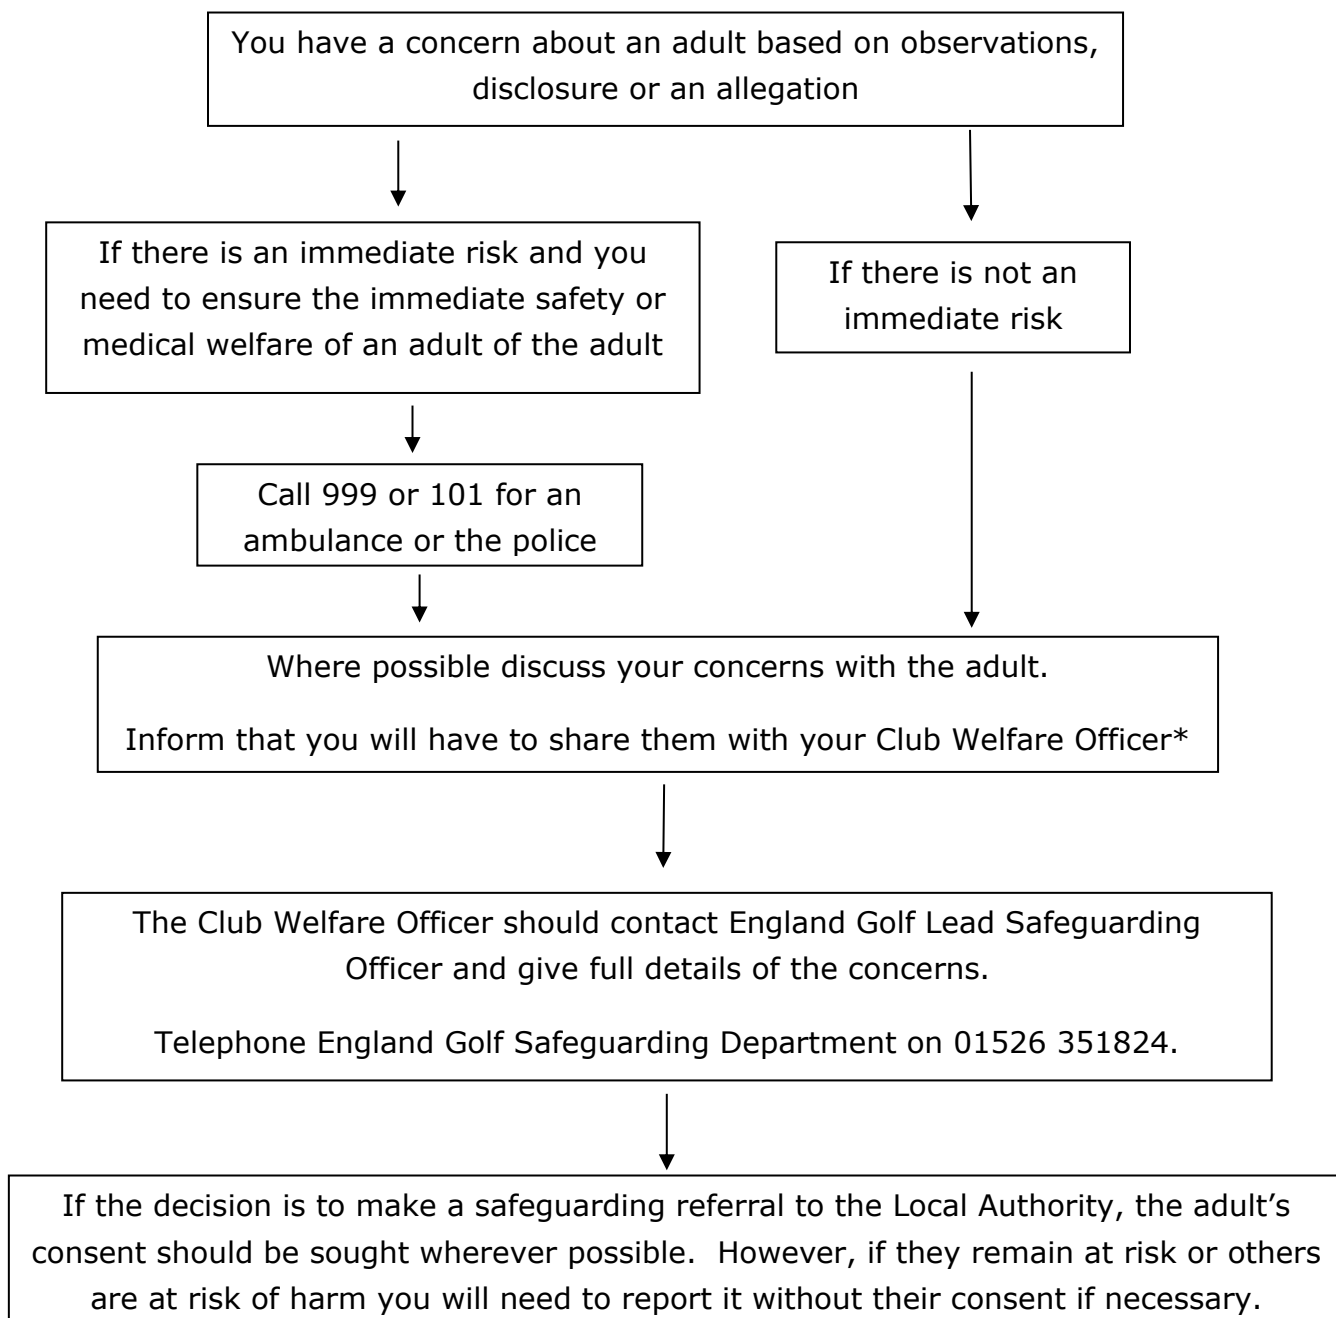 You have a concern about an adult based on observations,
disclosure or an allegation
If there is an immediate risk and you
need to ensure the immediate safety or
medical welfare of an adult of the adult
If there is not an
immediate risk
Call 999 or 101 for an
ambulance or the police
Where possible discuss your concerns with the adult.
Inform that you will have to share them with your Club Welfare Officer*
The Club Welfare Officer should contact England Golf Lead Safeguarding
Officer and give full details of the concerns.
Telephone England Golf Safeguarding Department on 01526 351824.
If the decision is to make a safeguarding referral to the Local Authority, the adult’s
consent should be sought wherever possible.  However, if they remain at risk or others
are at risk of harm you will need to report it without their consent if necessary.